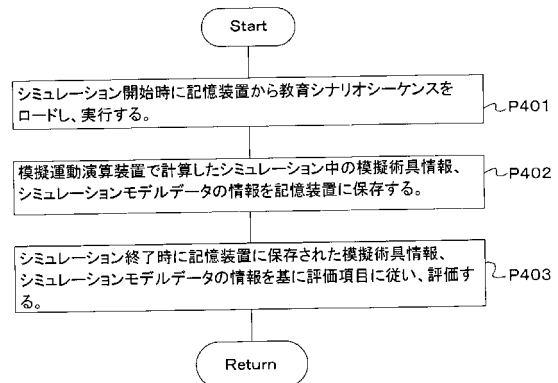 Start
シミュレーション開始時に記憶装置から教育シナリオシーケンスを
ロードし、実行する。
P401
模擬運動演算装置で計算したシミュレーション中の模擬術具情報、
シミュレーションモデルデータの情報を記憶装置に保存する。
P402
シミュレーション終了時に記憶装置に保存された模擬術具情報、
シミュレーションモデルデータの情報を基に評価項目に従い、評価す
る。
P403
Return